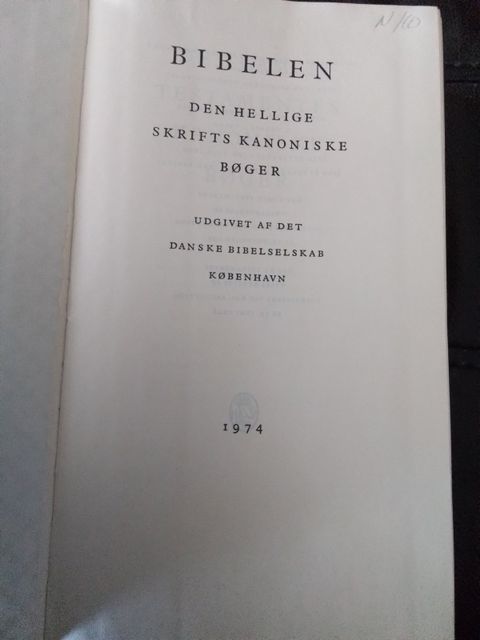 BIBELEN
DEN HELLIGE
SKRIFTS KANONISKE
BØGER
UDGIVET AF DET
DANSKE BIBELSELSKAB
KØBENHAVN
1974